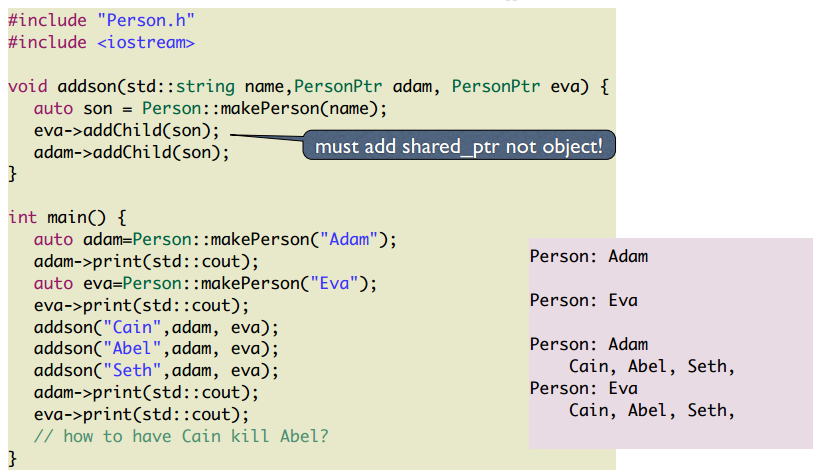 #include "Person.h"
#include <iostream>
void addson(std::string name,PersonPtr adam, PersonPtr eva) {
auto son = Person::makePerson(name);
eva->addChild(son);
adam->addChild(son);
}
must add shared_ptr not object!
int main() {
auto adam=Person::makePerson("Adam");
adam->print(std::cout);
auto eva=Person::makePerson("Eva");
eva->print(std::cout);
addson("Cain",adam, eva);
addson("Abel",adam, eva);
addson("Seth",adam, eva);
adam->print(std::cout);
eva->print(std::cout);
// how to have Cain kill Abel?
}
Person: Adam
Person: Eva
Person: Adam
Cain, Abel, Seth,
Person: Eva
Cain, Abel, Seth,